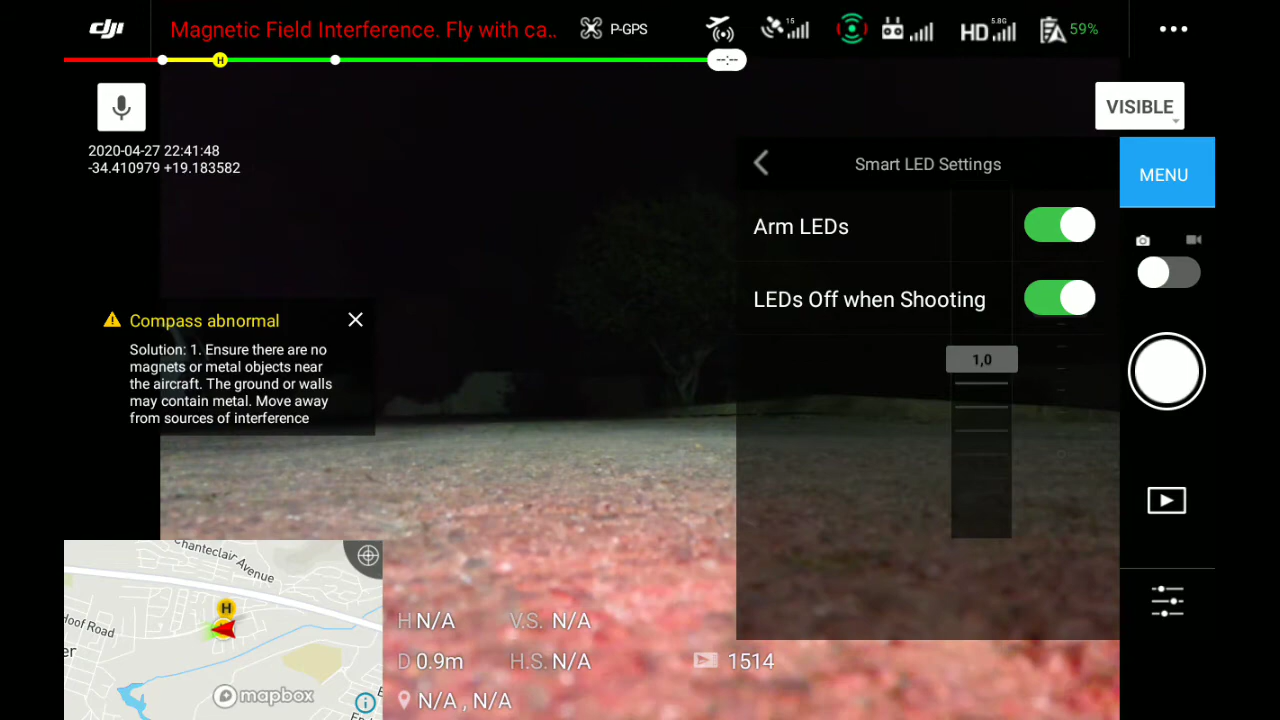 dji
Magnetic Field Interference. Fly with ca..
P-GPS
15
HD
5.8G
59%
H
--:--
VISIBLE
2020-04-27 22:41:48
-34.410979 +19.183582
Smart LED Settings
MENU
Arm LEDs
LEDs Off when Shooting
Compass abnormal
Solution: 1. Ensure there are no
magnets or metal objects near
the aircraft. The ground or walls
may contain metal. Move away
from sources of interference
1,0
Chanteclair Avenue
H
Hoof Road
er
mapbox
i
H N/A V.S. N/A
D 0.9m H.S. N/A
1514
N/A , N/A